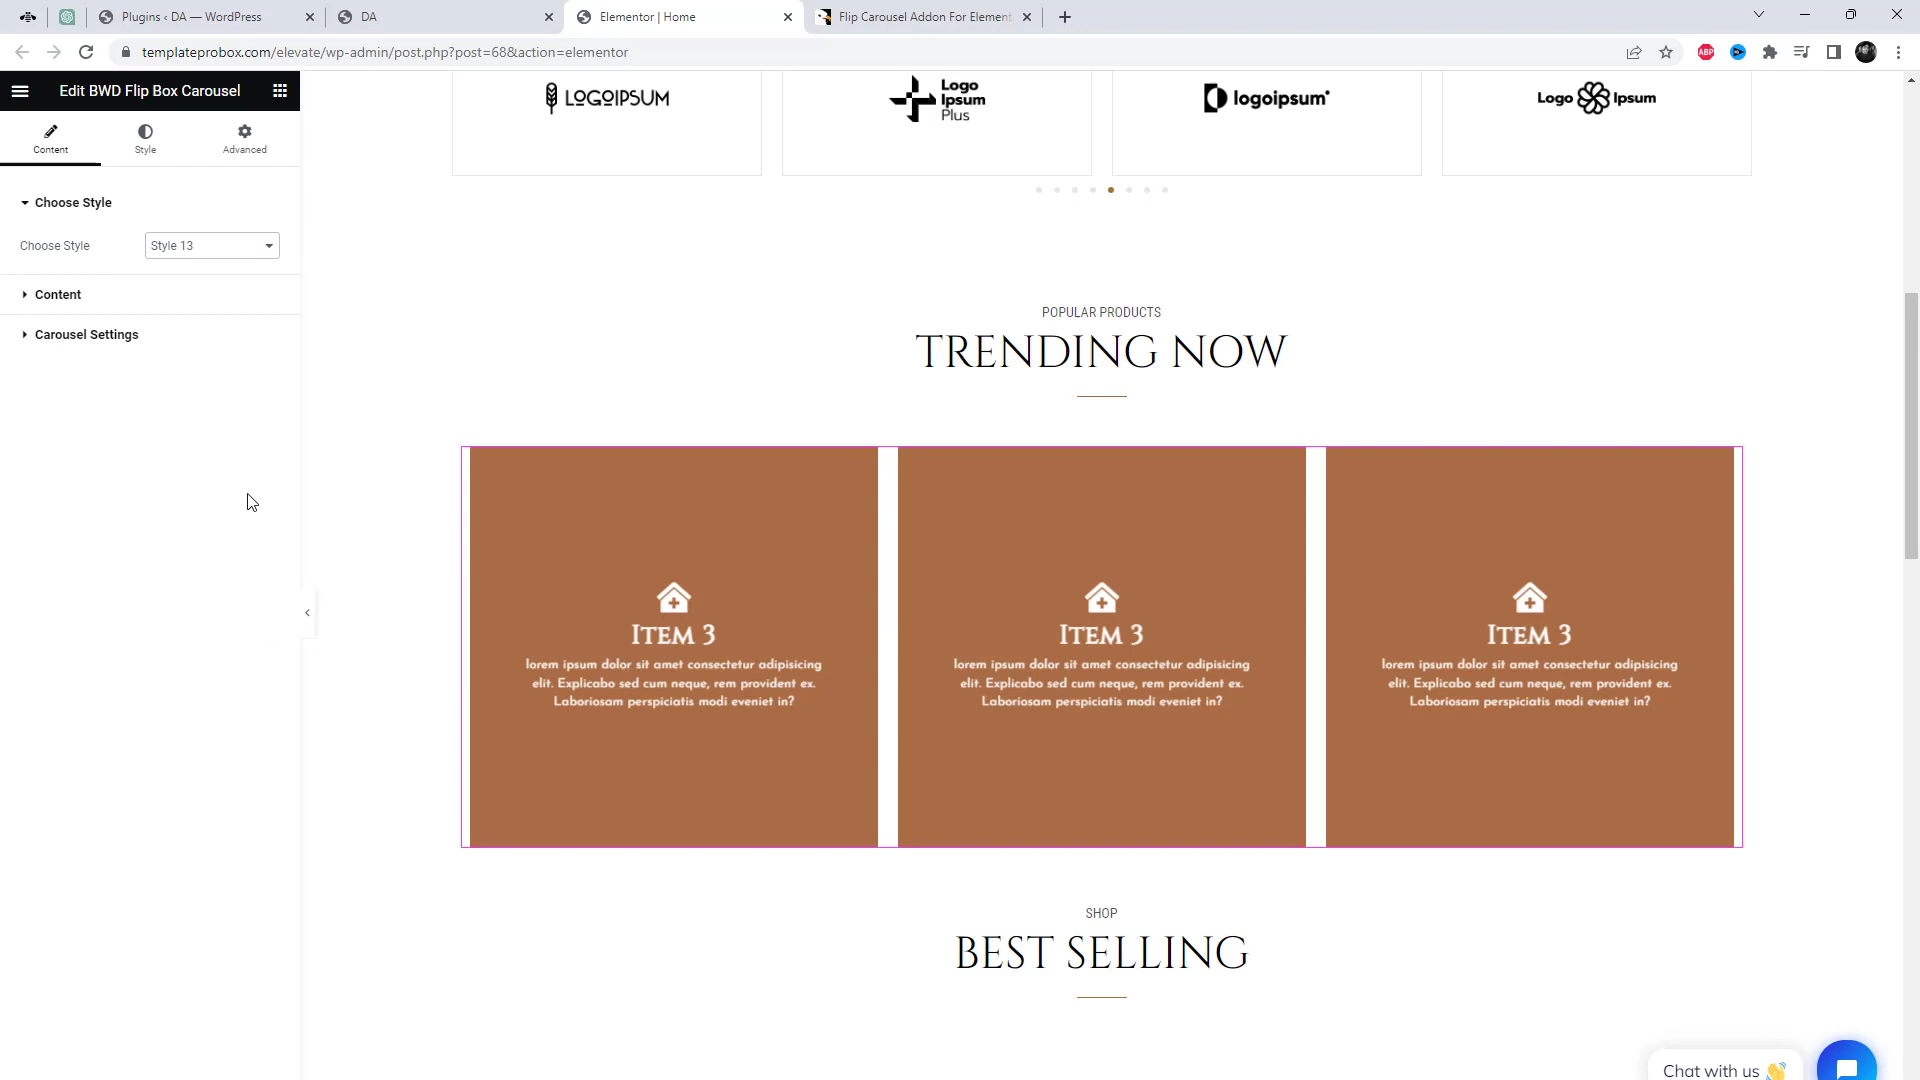 Plugins ‹ DA — WordPress
DA
Elementor | Home
Flip Carousel Addon For Element
templateprobox.com/elevate/wp-admin/post.php?post=68&action=elementor
ABP
Edit BWD Flip Box Carousel
Content
Style
Advanced
Choose Style
Choose Style
Style 13
Content
Carousel Settings
LOGOIPSUM
Logo
Ipsum
Plus
logoipsum
Logo Ipsum
POPULAR PRODUCTS
TRENDING NOW
Item 3
lorem ipsum dolor sit amet consectetur adipisicing
elit. Explicabo sed cum neque, rem provident ex.
Laboriosam perspiciatis modi eveniet in?
Item 3
lorem ipsum dolor sit amet consectetur adipisicing
elit. Explicabo sed cum neque, rem provident ex.
Laboriosam perspiciatis modi eveniet in?
Item 3
lorem ipsum dolor sit amet consectetur adipisicing
elit. Explicabo sed cum neque, rem provident ex.
Laboriosam perspiciatis modi eveniet in?
SHOP
BEST SELLING
Chat with us 👋